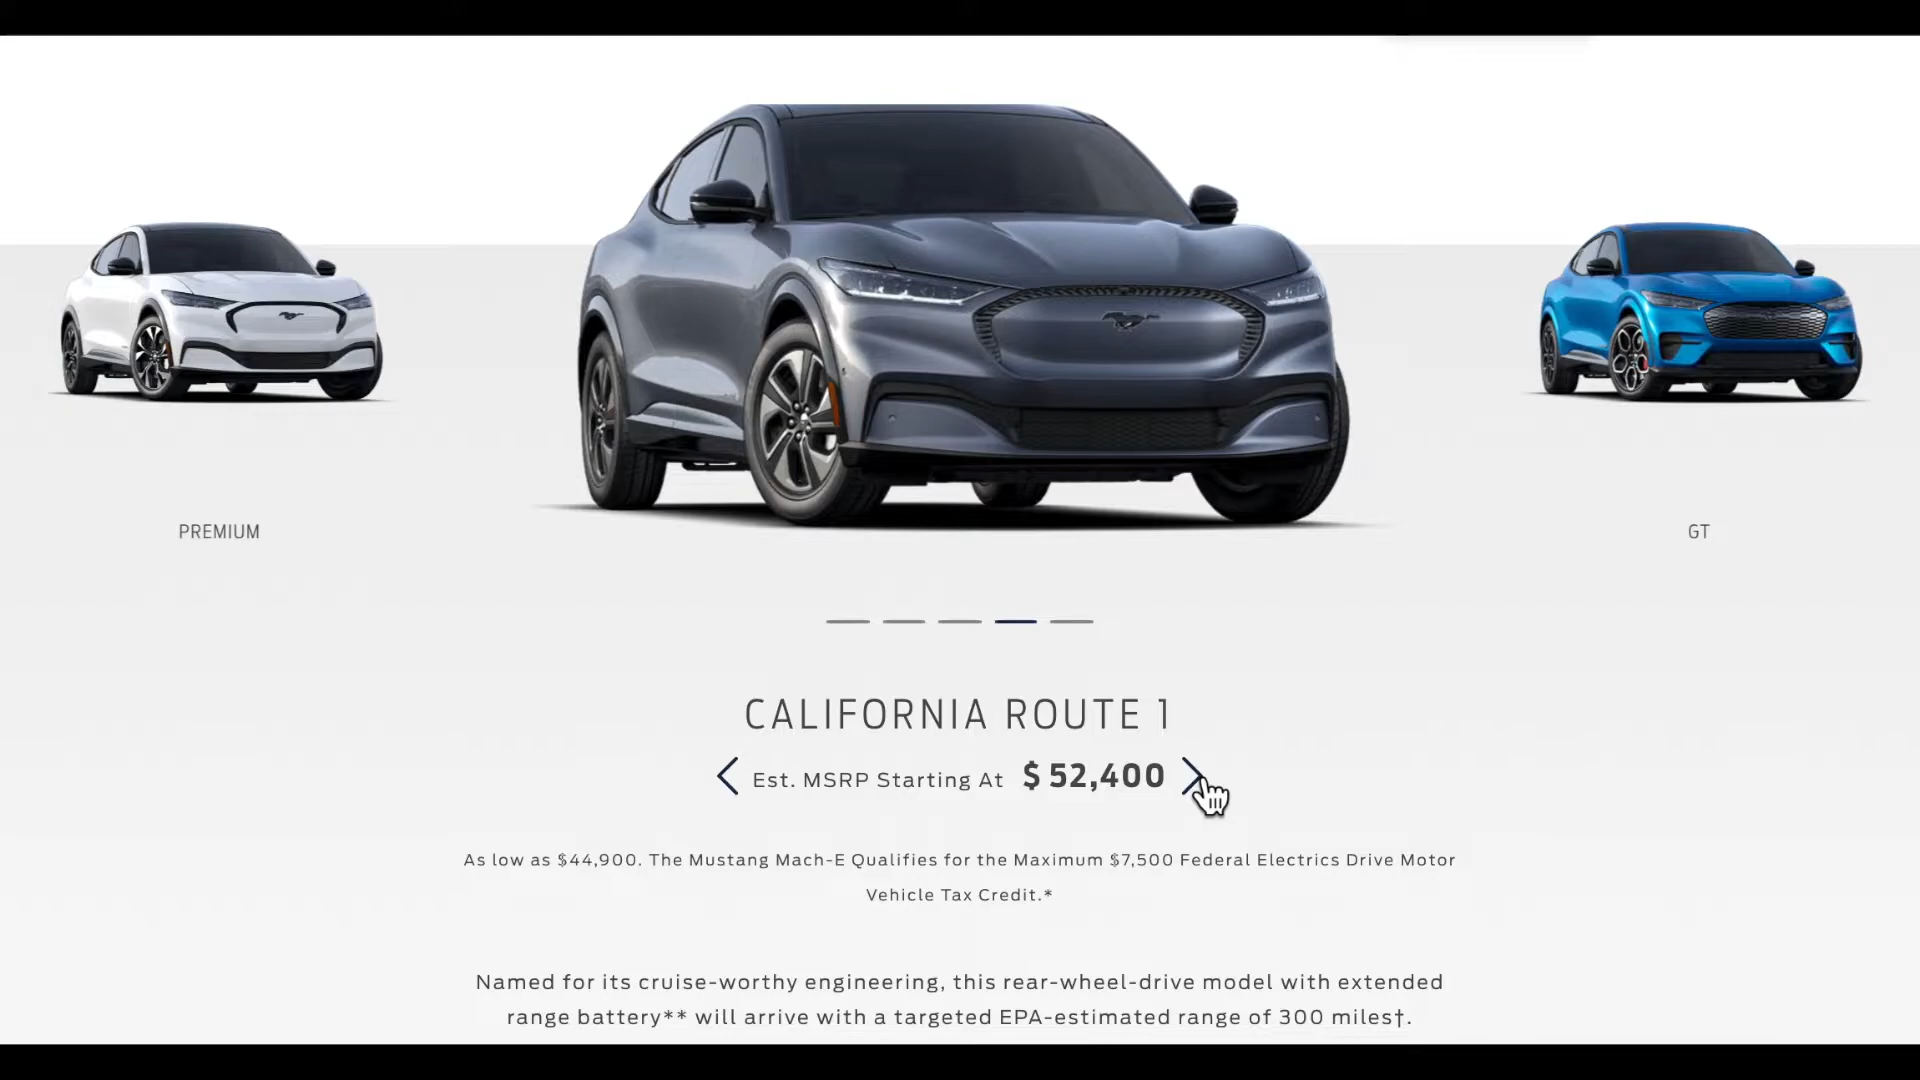 PREMIUM
GT
CALIFORNIA ROUTE 1
Est. MSRP Starting At $52,400
As low as $44,900. The Mustang Mach-E Qualifies for the Maximum $7,500 Federal Electrics Drive Motor
Vehicle Tax Credit.*
Named for its cruise-worthy engineering, this rear-wheel-drive model with extended
range battery** will arrive with a targeted EPA-estimated range of 300 miles†.